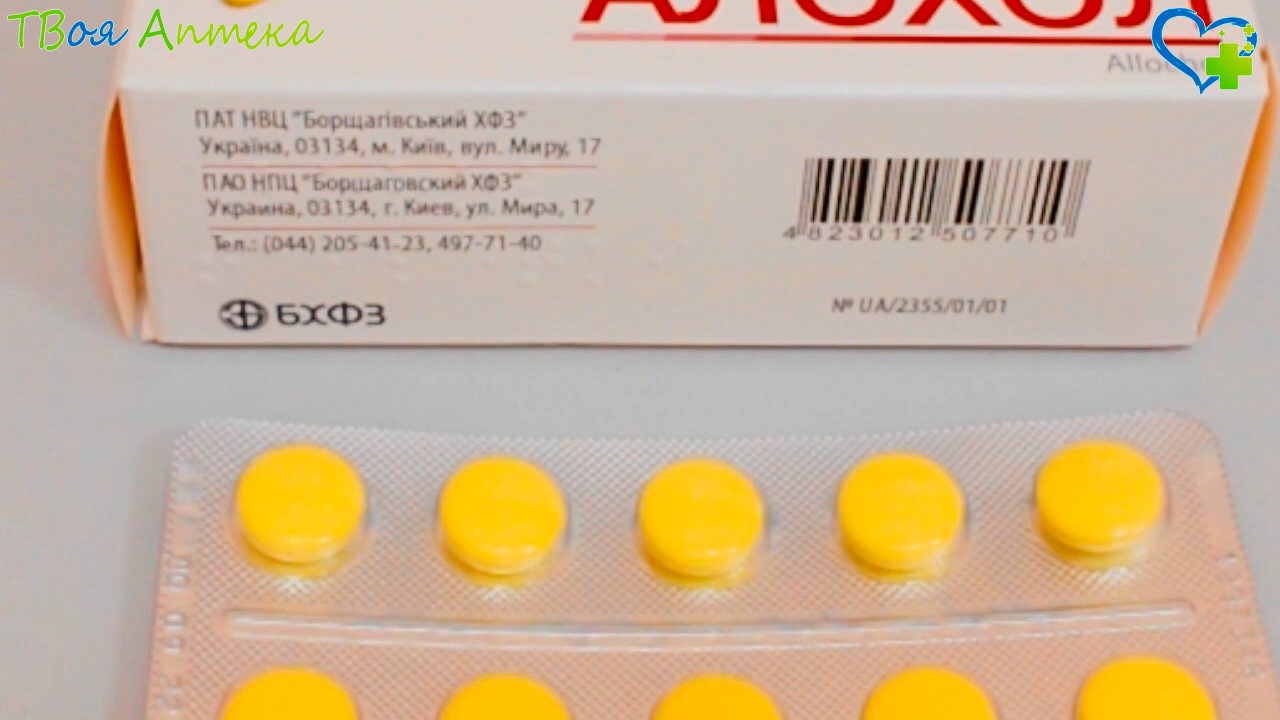 ТВоя Аптека
АЛОХОЛ
ПАТ НВЦ "Борщагівський ХФЗ"
Україна, 03134, м. Київ, вул. Миру, 17
ПАО НПЦ "Борщаговский ХФЗ"
Украина, 03134, г. Киев, ул. Мира, 17
Тел.: (044) 205-41-23, 497-71-40
4 823012 507710
БХФЗ
№ UA/2355/01/01